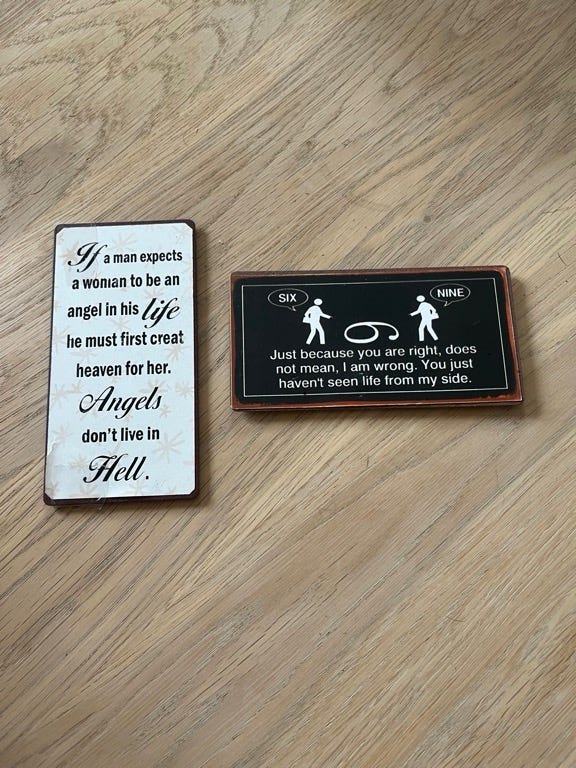 If a man expects
a woman to be an
angel in his life
he must first creat
heaven for her.
Angels
don't live in
Hell.
SIX
NINE
Just because you are right, does
not mean, I am wrong. You just
haven't seen life from my side.